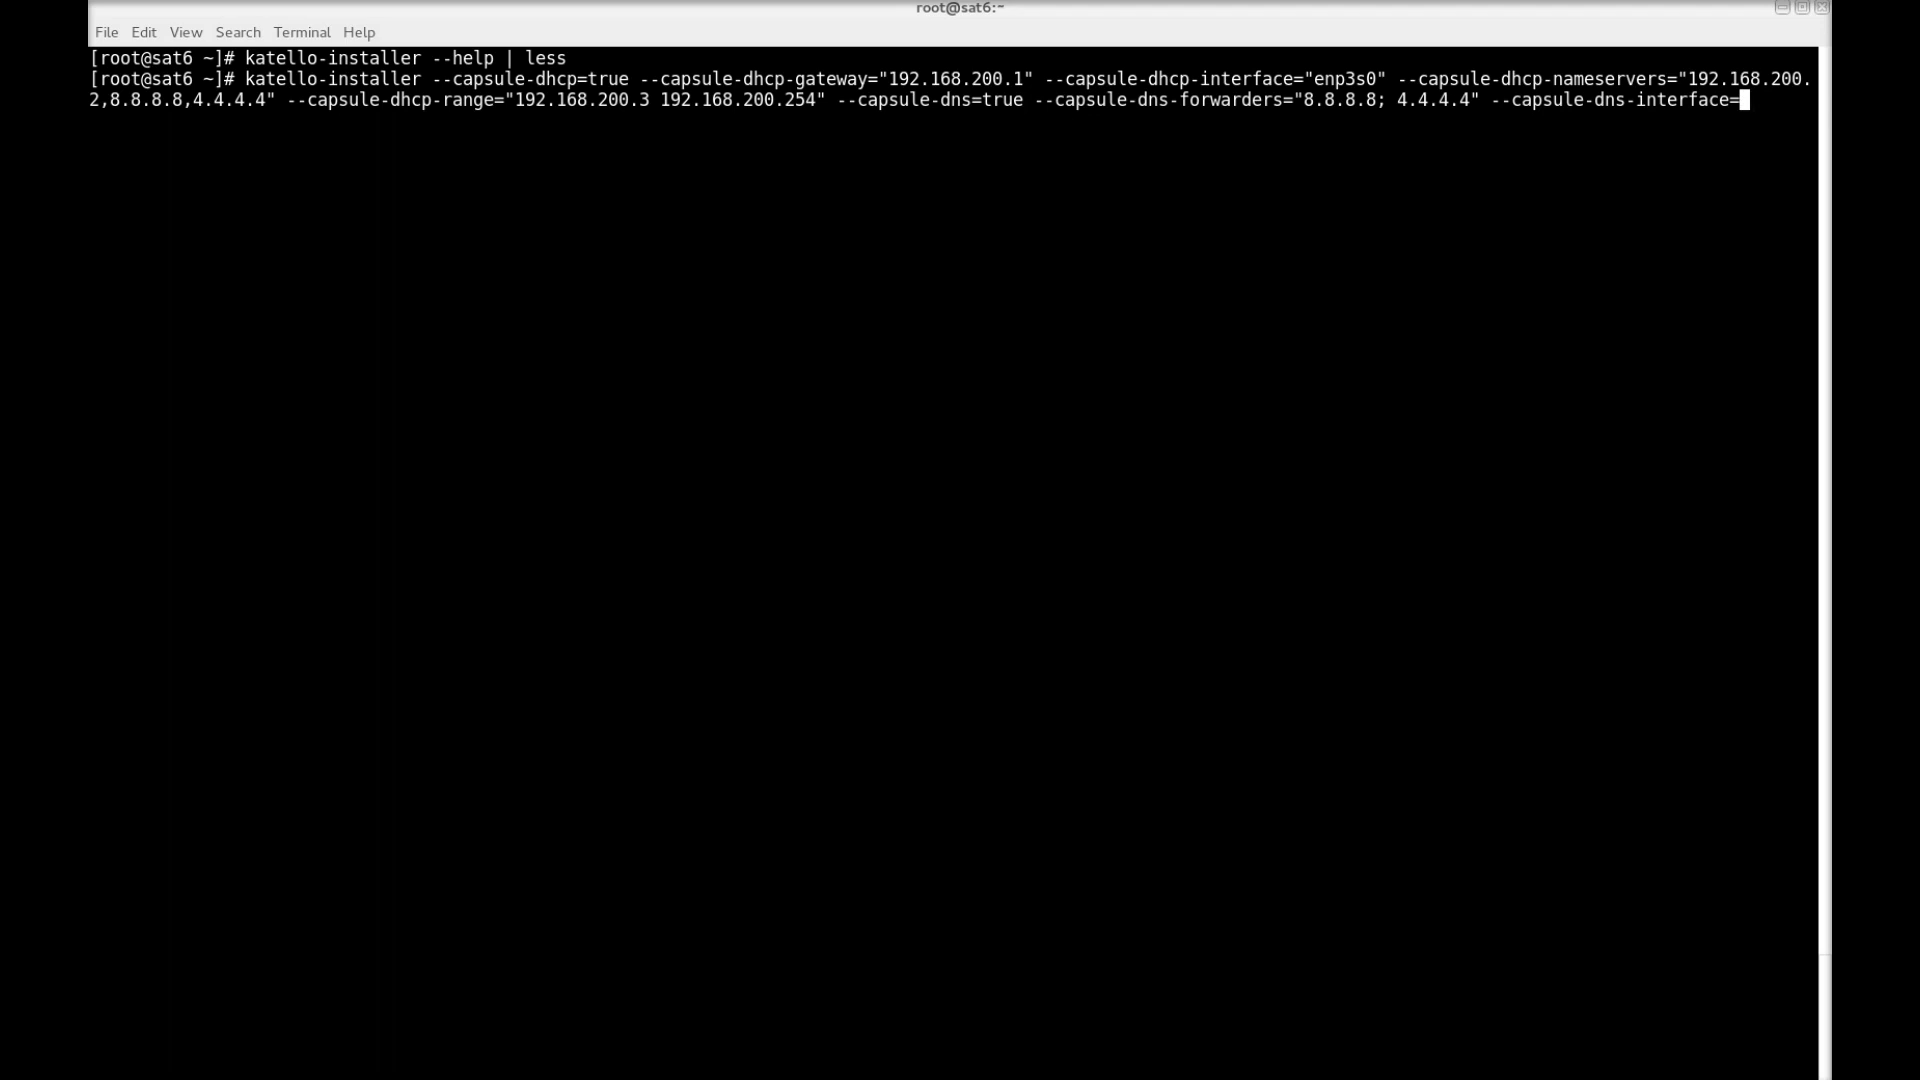 root@sat6:~
File Edit View Search Terminal Help
[root@sat6 ~]# katello-installer --help | less
[root@sat6 ~]# katello-installer --capsule-dhcp=true --capsule-dhcp-gateway="192.168.200.1" --capsule-dhcp-interface="enp3s0" --capsule-dhcp-nameservers="192.168.200.
2,8.8.8.8,4.4.4.4" --capsule-dhcp-range="192.168.200.3 192.168.200.254" --capsule-dns=true --capsule-dns-forwarders="8.8.8.8; 4.4.4.4" --capsule-dns-interface=